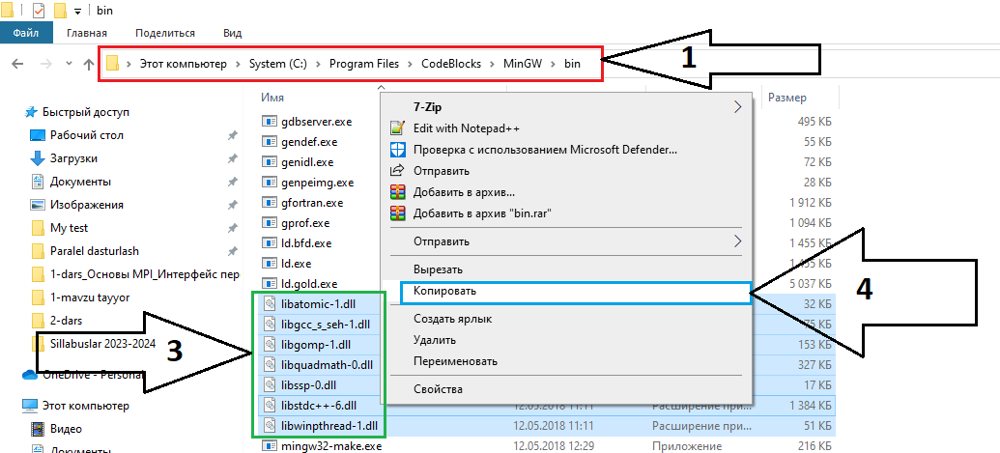 bin
Файл Главная Поделиться Вид
Этот компьютер System (C:) Program Files CodeBlocks MinGW bin
1
Имя Размер
Быстрый доступ
Рабочий стол
Загрузки
Документы
Изображения
My test
Paralel dasturlash
1-dars_Основы MPI_Интерфейс пере
1-mavzu tayyor
2-dars
Sillabuslar 2023-2024
OneDrive - Personal
Этот компьютер
Видео
Документы
gdbserver.exe 495 КБ
gendef.exe 55 КБ
genidl.exe 72 КБ
genpeimg.exe 28 КБ
gfortran.exe 1 912 КБ
gprof.exe 1 094 КБ
ld.bfd.exe 1 455 КБ
ld.exe КБ
ld.gold.exe 5 037 КБ
libatomic-1.dll 32 КБ
libgcc_s_seh-1.dll 75 КБ
libgomp-1.dll 153 КБ
libquadmath-0.dll 327 КБ
libssp-0.dll 17 КБ
libstdc++-6.dll 12.05.2018 11:11 Расширение при... 1 384 КБ
libwinpthread-1.dll 12.05.2018 11:11 Расширение при... 51 КБ
mingw32-make.exe 12.05.2018 12:29 Приложение 216 КБ
7-Zip
Edit with Notepad++
Проверка с использованием Microsoft Defender...
Отправить
Добавить в архив...
Добавить в архив "bin.rar"
Отправить
Вырезать
Копировать
Создать ярлык
Удалить
Переименовать
Свойства
3
4